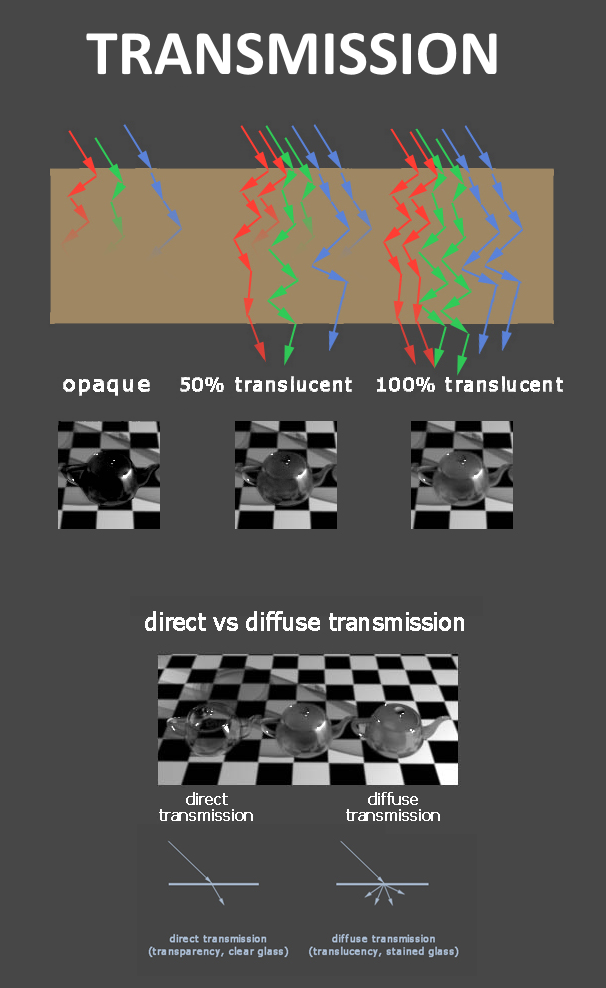 TRANSMISSION
opaque
50% translucent
100% translucent
direct vs diffuse transmission
direct
transmission
diffuse
transmission
direct transmission
(transparency, clear glass)
diffuse transmission
(translucency, stained glass)